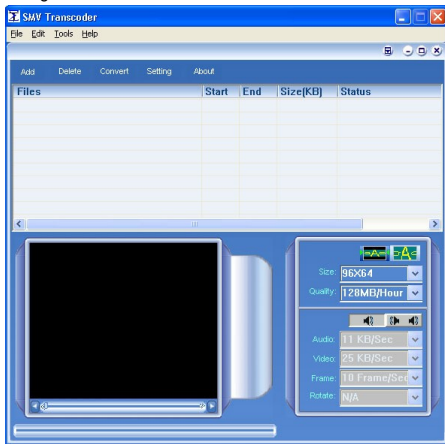 SMV Transcoder
File Edit Tools Help
Add Delete Convert Setting About
Files Start End Size(KB) Status
Size: 96X64
Quality: 128MB/Hour
Audio: 11 KB/Sec
Video: 25 KB/Sec
Frame: 10 Frame/Sec
Rotate: N/A